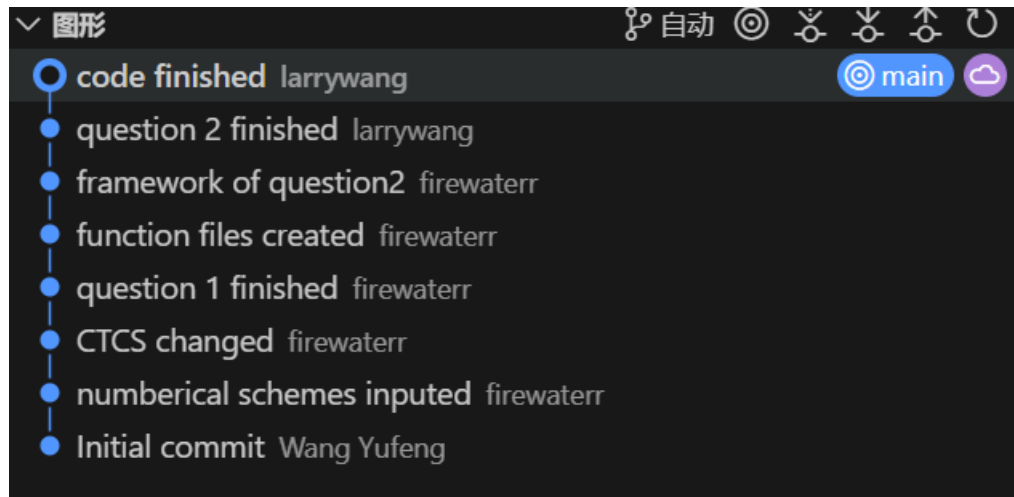 图形 自动
code finished larrywang main
question 2 finished larrywang
framework of question2 firewaterr
function files created firewaterr
question 1 finished firewaterr
CTCS changed firewaterr
numberical schemes inputed firewaterr
Initial commit Wang Yufeng